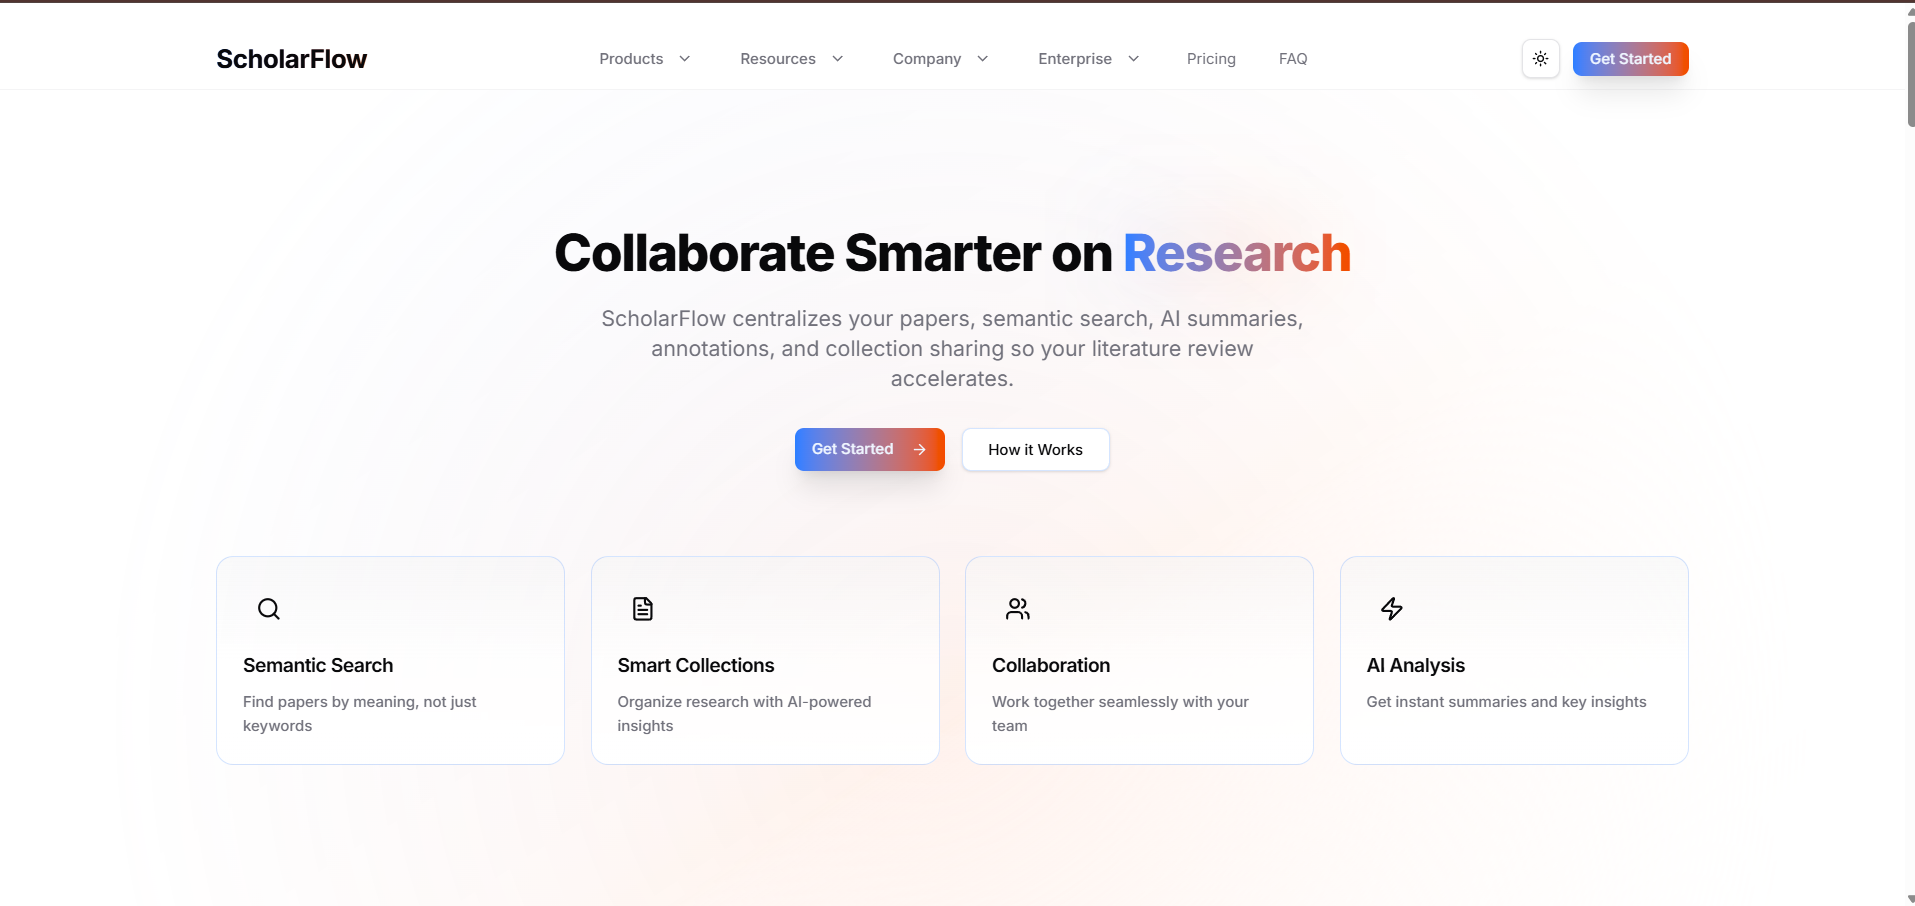 ScholarFlow
Products
Resources
Company
Enterprise
Pricing
FAQ
Get Started
Collaborate Smarter on Research
ScholarFlow centralizes your papers, semantic search, AI summaries,
annotations, and collection sharing so your literature review
accelerates.
Get Started
How it Works
Semantic Search
Find papers by meaning, not just
keywords
Smart Collections
Organize research with AI-powered
insights
Collaboration
Work together seamlessly with your
team
AI Analysis
Get instant summaries and key insights